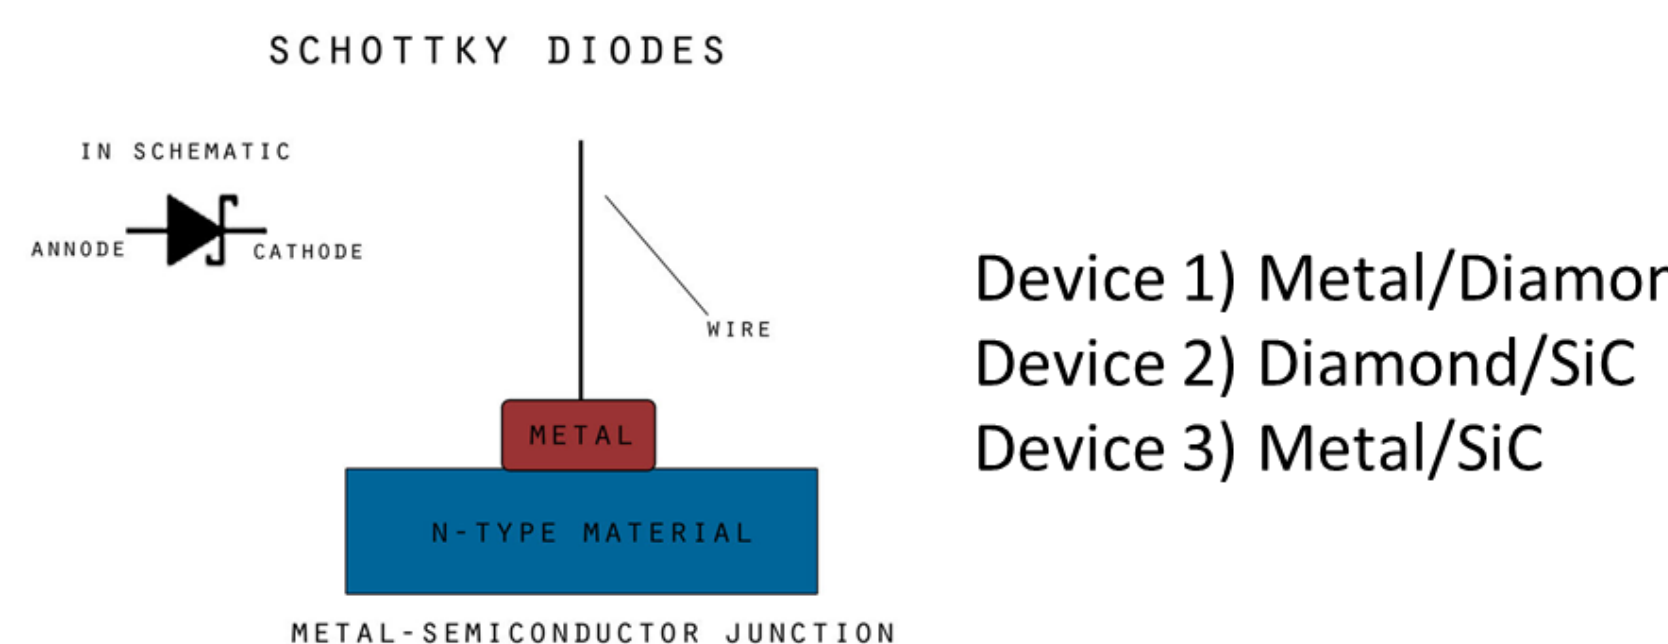 SCHOTTKY DIODES
IN SCHEMATIC
ANNODE
CATHODE
WIRE
METAL
N-TYPE MATERIAL
METAL-SEMICONDUCTOR JUNCTION
Device 1) Metal/Diamon
Device 2) Diamond/SiC
Device 3) Metal/SiC